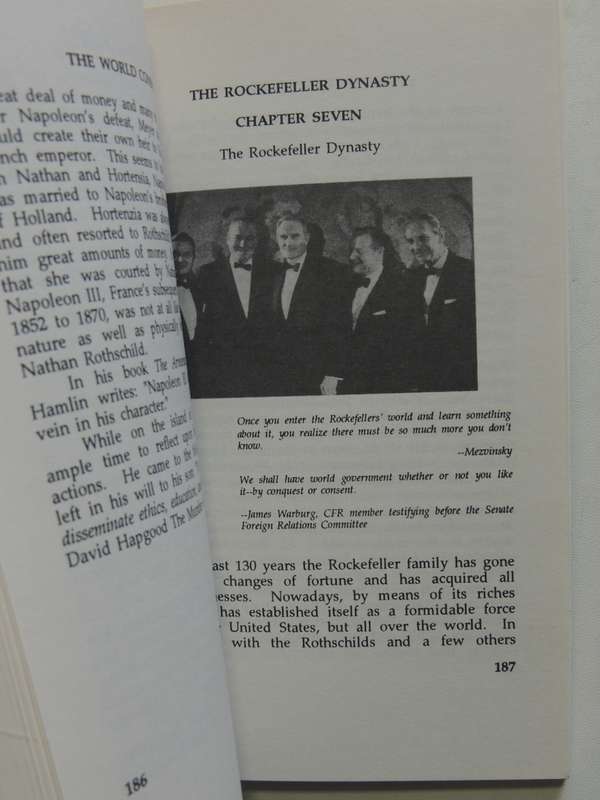 THE WORLD
eat deal of money and many
r Napoleon's defeat,
uld create their own heir
nch emperor. This seems
n Nathan and Hortensia,
as married to Napoleon's
f Holland. Hortenzia was
and often resorted to
him great amounts of money,
that she was courted by
Napoleon III, France's
1852 to 1870, was not at all
nature as well as
Nathan Rothschild.
In his book The
Hamlin writes: "Napoleon
vein in his character."
While on the island
ample time to reflect upon
actions. He came to the
left in his will to his son
disseminate ethics,
David Hapgood The
186
THE ROCKEFELLER DYNASTY
CHAPTER SEVEN
The Rockefeller Dynasty
Once you enter the Rockefellers' world and learn something
about it, you realize there must be so much more you don't
know.
--Mezvinsky
We shall have world government whether or not you like
it--by conquest or consent.
--James Warburg, CFR member testifying before the Senate
Foreign Relations Committee
ast 130 years the Rockefeller family has gone
changes of fortune and has acquired all
nesses. Nowadays, by means of its riches
has established itself as a formidable force
United States, but all over the world. In
with the Rothschilds and a few others
187